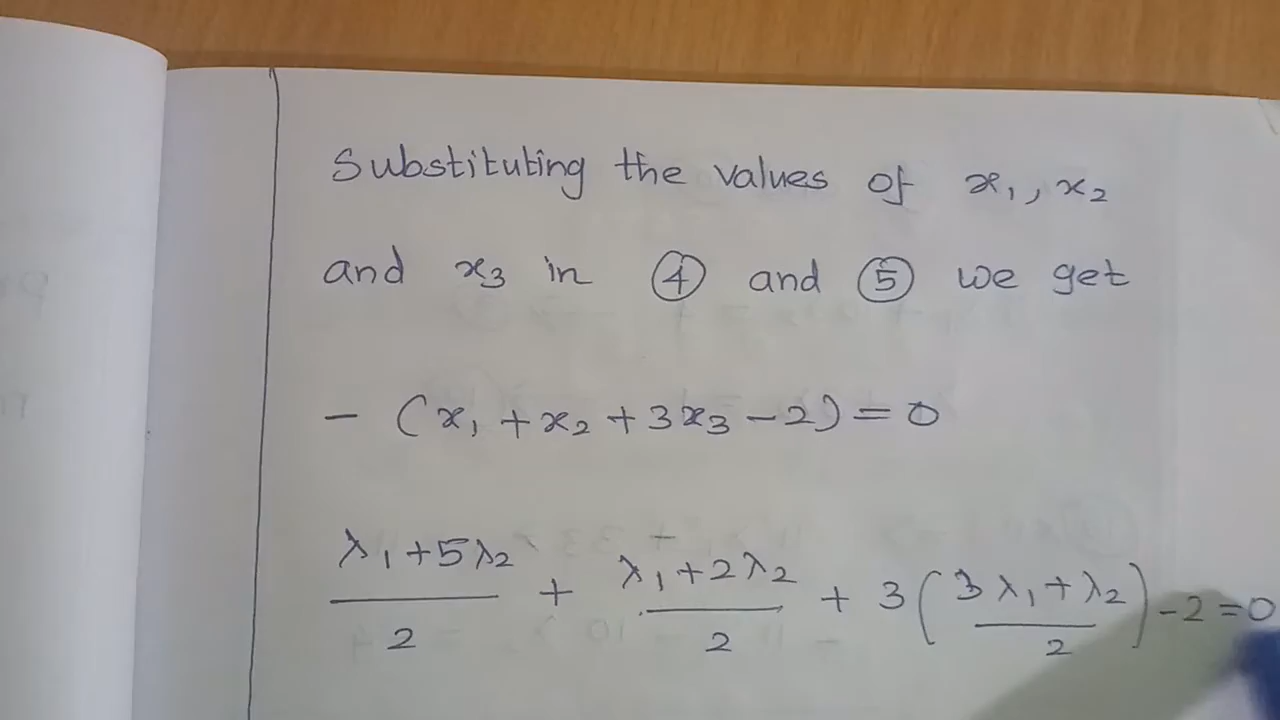 Substituting the values of x₁, x₂
and x₃ in ④ and ⑤ we get
- (x₁ + x₂ + 3x₃ - 2) = 0
(λ₁ + 5λ₂)/2 + (λ₁ + 2λ₂)/2 + 3((3λ₁ + λ₂)/2) - 2 = 0